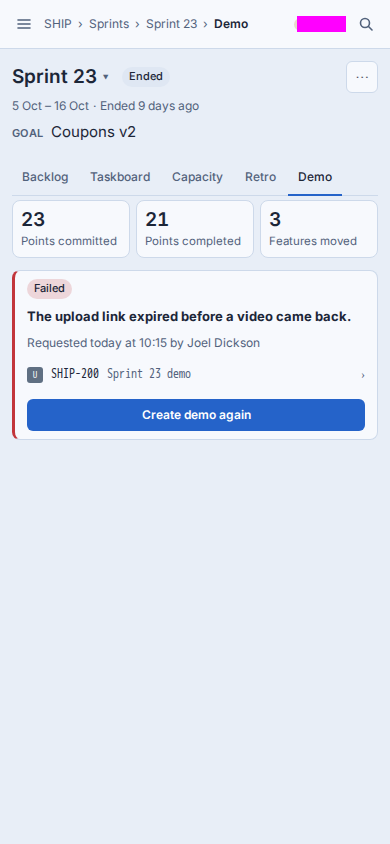 SHIP › Sprints › Sprint 23 › Demo
Sprint 23 ▾ Ended ...
5 Oct – 16 Oct · Ended 9 days ago
GOAL Coupons v2
Backlog Taskboard Capacity Retro Demo
23 21 3
Points committed Points completed Features moved
Failed
The upload link expired before a video came back.
Requested today at 10:15 by Joel Dickson
U SHIP-200 Sprint 23 demo ›
Create demo again